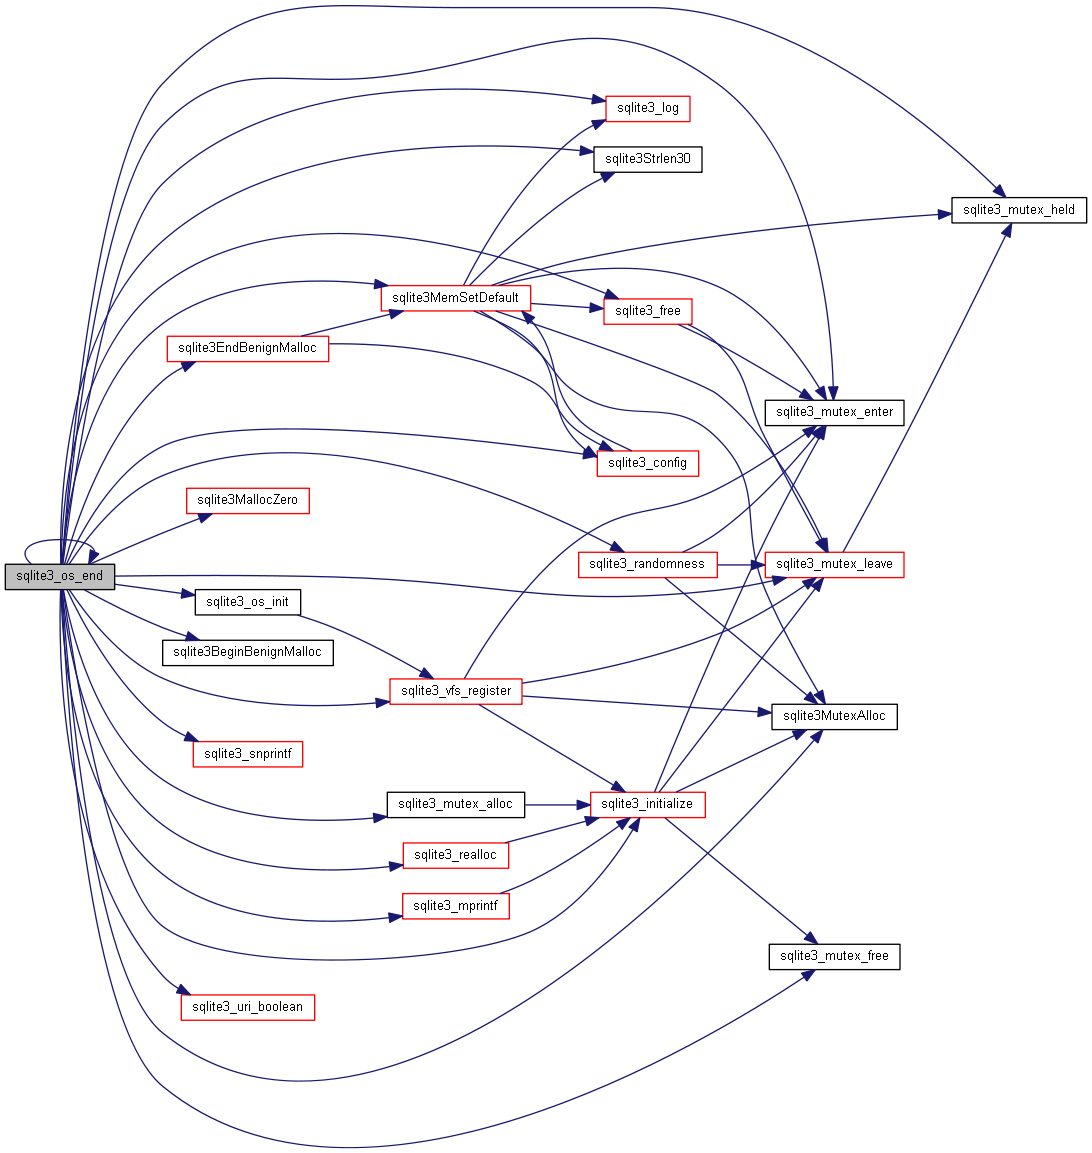 sqlite3_log
sqlite3Strlen30
sqlite3_mutex_held
sqlite3MemSetDefault
sqlite3_free
sqlite3EndBenignMalloc
sqlite3_mutex_enter
sqlite3_config
sqlite3MallocZero
sqlite3_randomness
sqlite3_mutex_leave
sqlite3_os_end
sqlite3_os_init
sqlite3BeginBenignMalloc
sqlite3_vfs_register
sqlite3MutexAlloc
sqlite3_snprintf
sqlite3_mutex_alloc
sqlite3_initialize
sqlite3_realloc
sqlite3_mprintf
sqlite3_mutex_free
sqlite3_uri_boolean